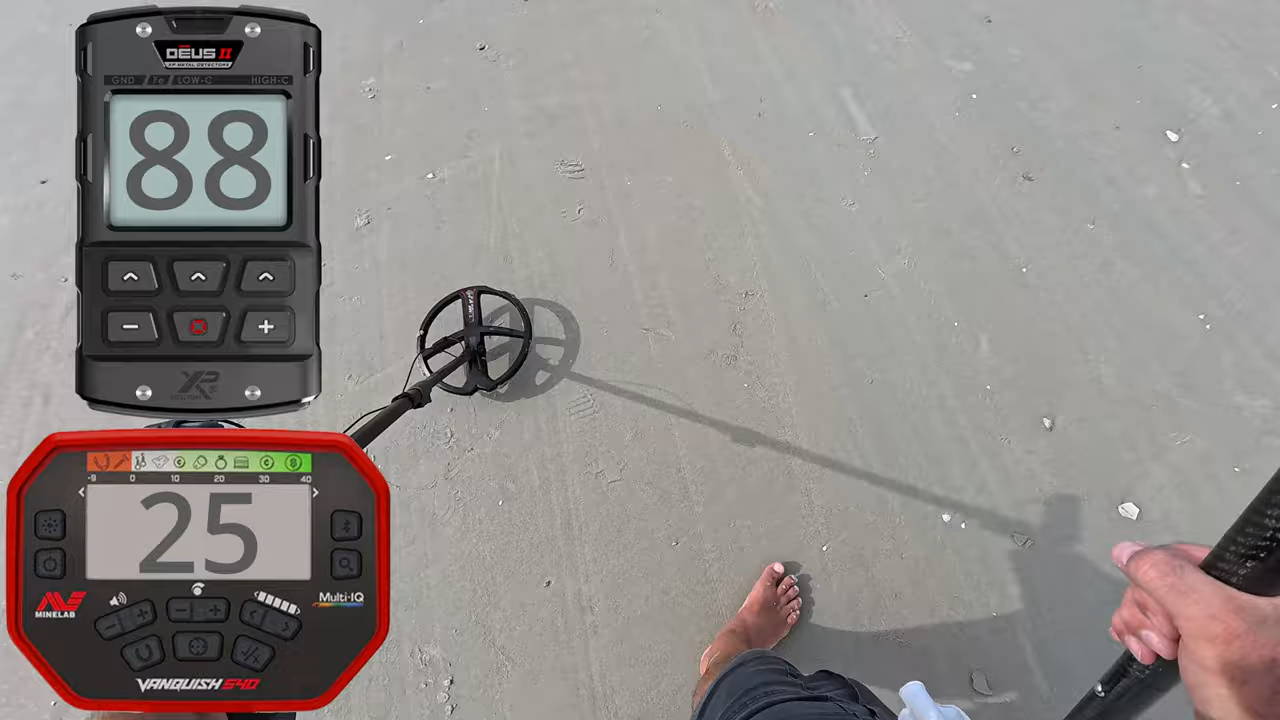 DĒUS II
XP METAL DETECTORS
GND / Fe / LOW-C HIGH-C
88
XP
-9 0 10 20 30 40
25
MINELAB
Multi-IQ
VANQUISH 540